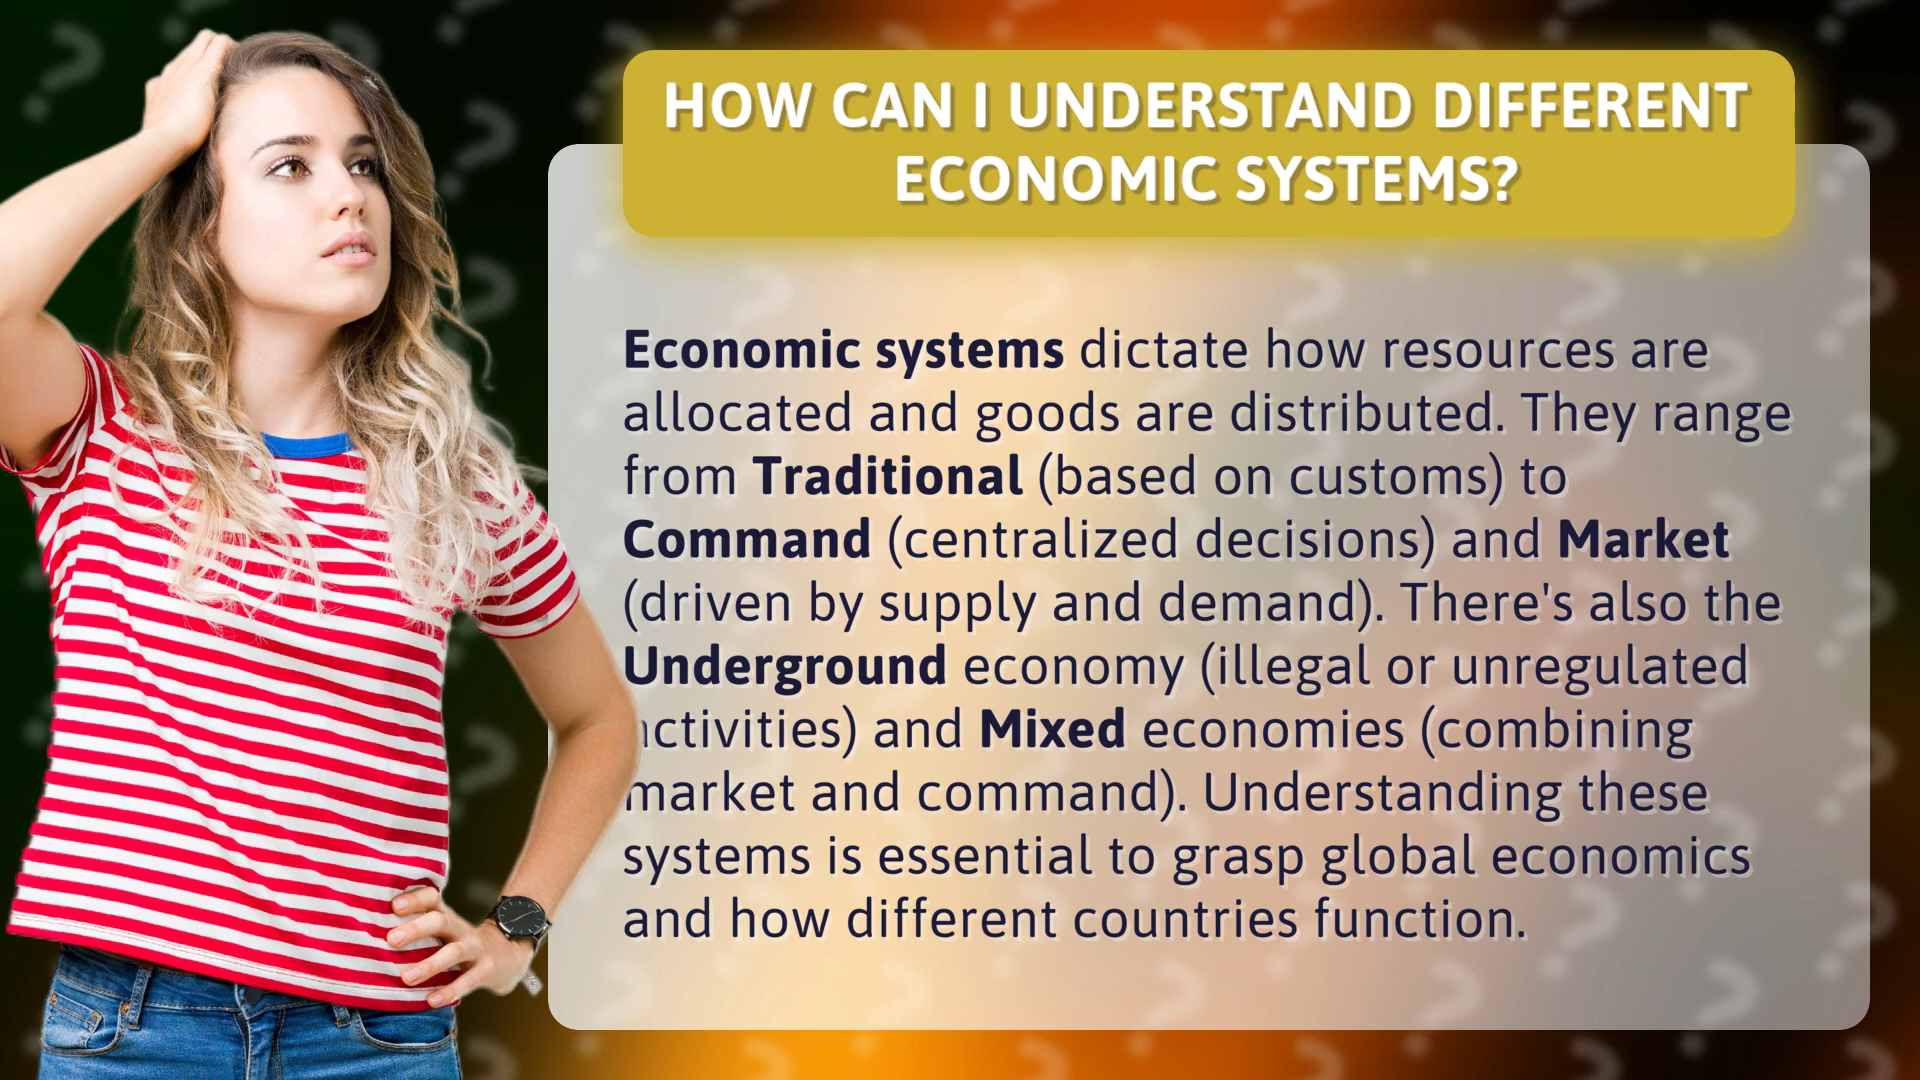 HOW CAN I UNDERSTAND DIFFERENT
ECONOMIC SYSTEMS?
Economic systems dictate how resources are
allocated and goods are distributed. They range
from Traditional (based on customs) to
Command (centralized decisions) and Market
(driven by supply and demand). There's also the
Underground economy (illegal or unregulated
activities) and Mixed economies (combining
market and command). Understanding these
systems is essential to grasp global economics
and how different countries function.